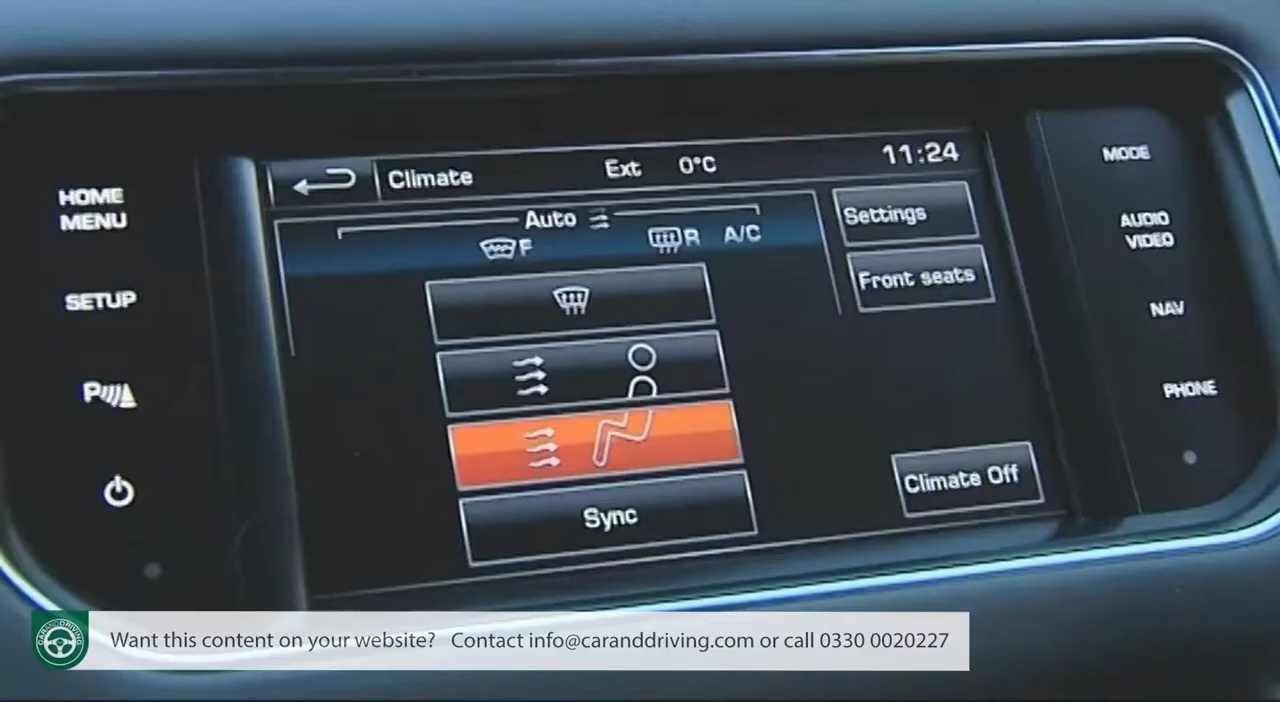 HOME
MENU
SETUP
P
Climate
Ext 0°C
11:24
Auto
F
R
A/C
Sync
Settings
Front seats
Climate Off
MODE
AUDIO
VIDEO
NAV
PHONE
CARANDDRIVING
Want this content on your website? Contact info@caranddriving.com or call 0330 0020227